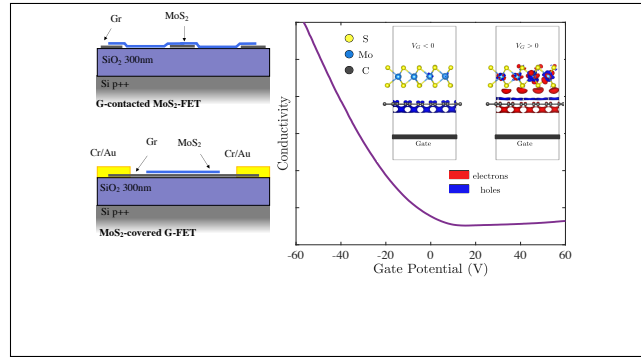 Gr
MoS2
SiO2 300nm
Si p++
G-contacted MoS2-FET
MoS2
Cr/Au
Gr
Cr/Au
SiO2 300nm
Si p++
MoS2-covered G-FET
Conductivity
S
Mo
C
VG < 0
Gate
VG > 0
Gate
electrons
holes
-60
-40
-20
0
20
40
60
Gate Potential (V)